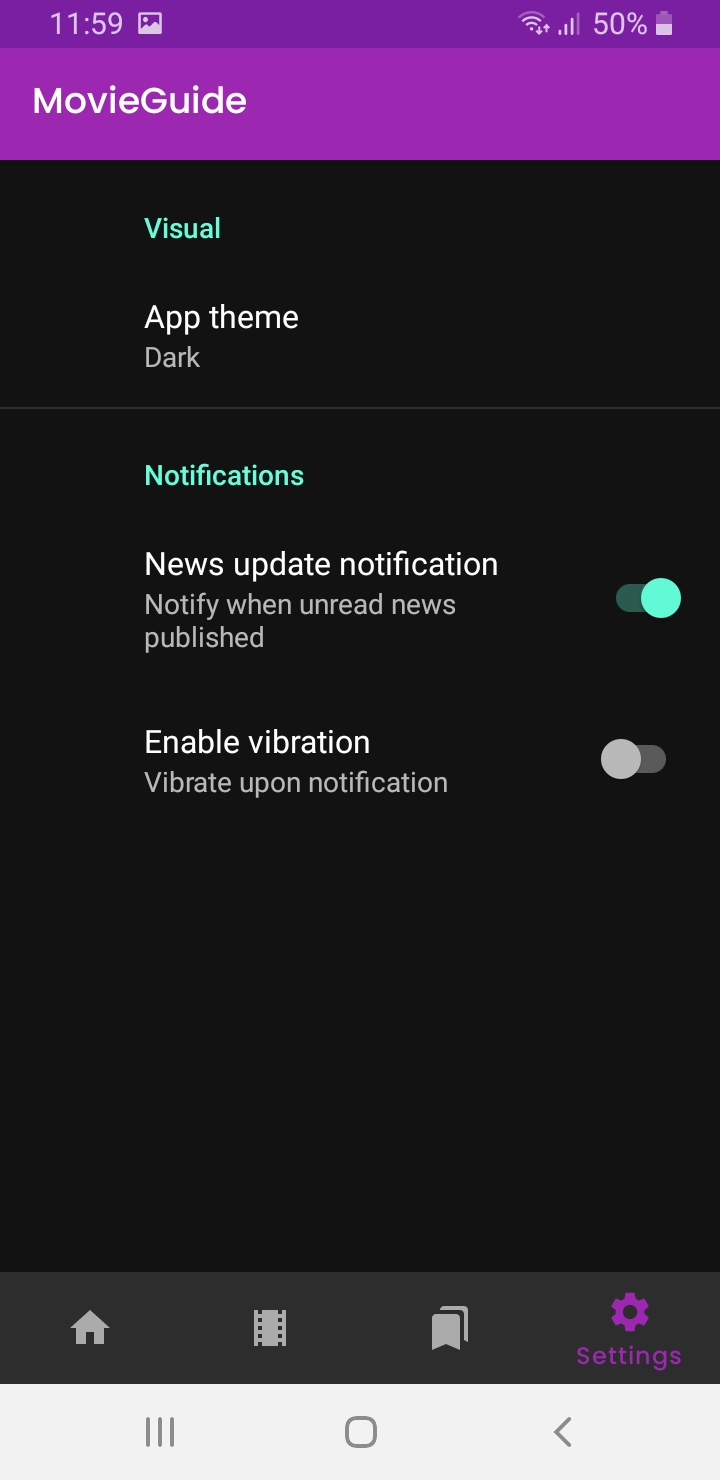 11:59
50%
MovieGuide
Visual
App theme
Dark
Notifications
News update notification
Notify when unread news
published
Enable vibration
Vibrate upon notification
Settings